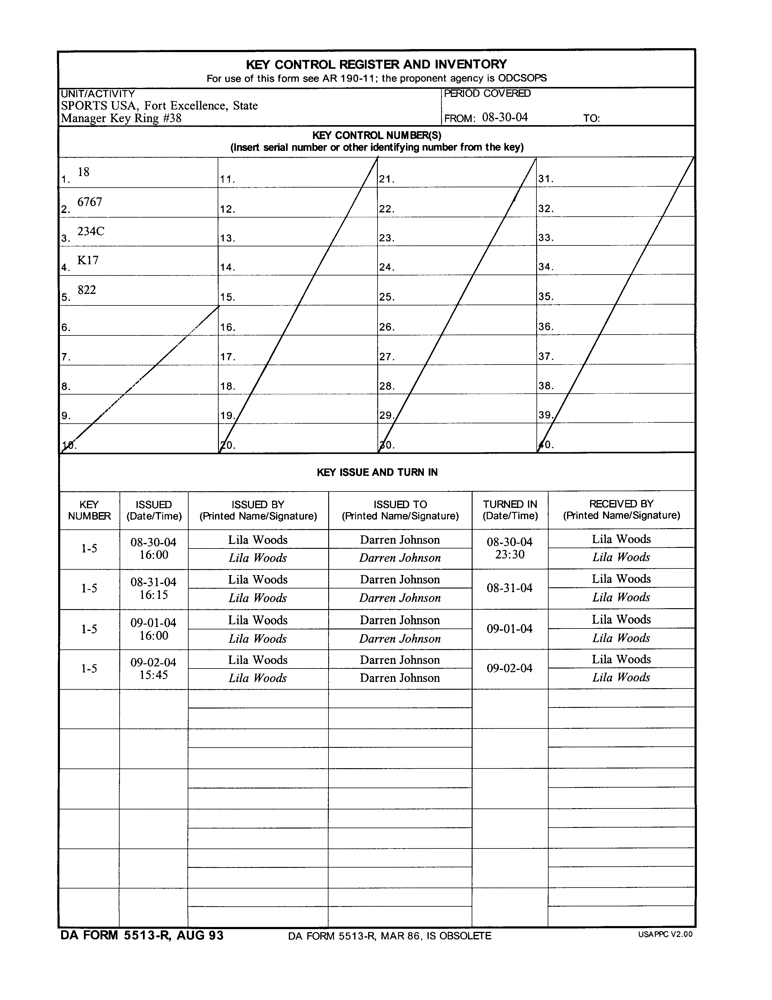 KEY CONTROL REGISTER AND INVENTORY
For use of this form see AR 190-11; the proponent agency is ODCSOPS
UNIT/ACTIVITY
SPORTS USA, Fort Excellence, State
Manager Key Ring #38
PERIOD COVERED
FROM: 08-30-04 TO:
KEY CONTROL NUMBER(S)
(Insert serial number or other identifying number from the key)
1. 18 11. 21. 31.
2. 6767 12. 22. 32.
3. 234C 13. 23. 33.
4. K17 14. 24. 34.
5. 822 15. 25. 35.
6. 16. 26. 36.
7. 17. 27. 37.
8. 18. 28. 38.
9. 19. 29. 39.
10. 20. 30. 40.
KEY ISSUE AND TURN IN
KEY ISSUED ISSUED BY ISSUED TO TURNED IN RECEIVED BY
NUMBER (Date/Time) (Printed Name/Signature) (Printed Name/Signature) (Date/Time) (Printed Name/Signature)
1-5 08-30-04 Lila Woods Darren Johnson 08-30-04 Lila Woods
16:00 Lila Woods Darren Johnson 23:30 Lila Woods
1-5 08-31-04 Lila Woods Darren Johnson 08-31-04 Lila Woods
16:15 Lila Woods Darren Johnson Lila Woods
1-5 09-01-04 Lila Woods Darren Johnson 09-01-04 Lila Woods
16:00 Lila Woods Darren Johnson Lila Woods
1-5 09-02-04 Lila Woods Darren Johnson 09-02-04 Lila Woods
15:45 Lila Woods Darren Johnson Lila Woods
DA FORM 5513-R, AUG 93 DA FORM 5513-R, MAR 86, IS OBSOLETE USAPPC V2.00